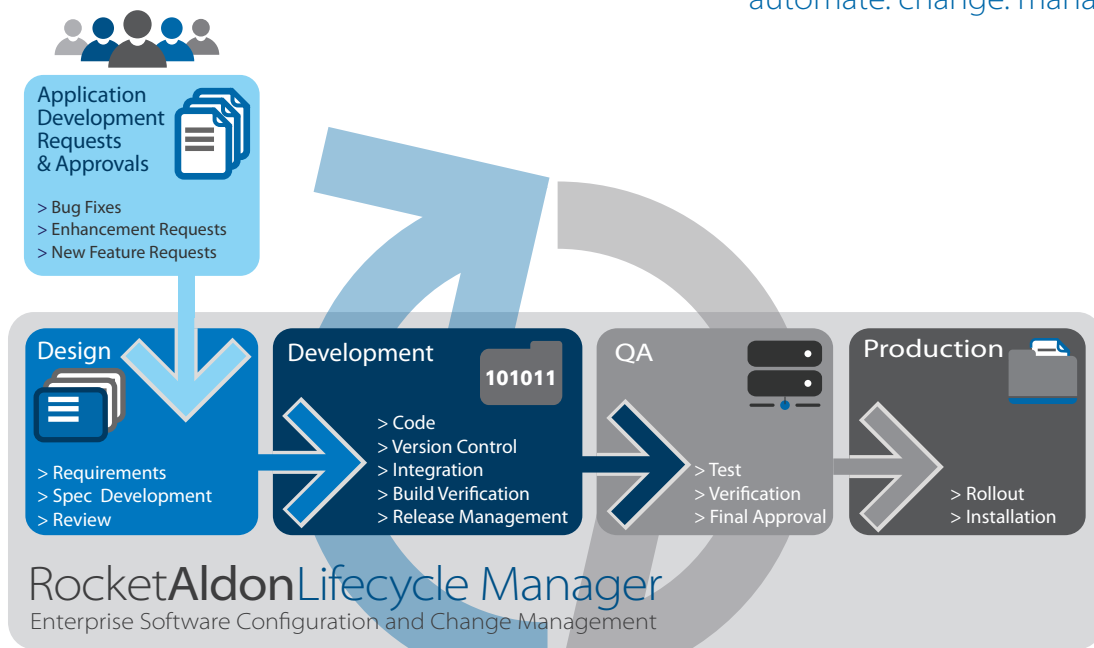 automate. change.
Application
Development
Requests
& Approvals
> Bug Fixes
> Enhancement Requests
> New Feature Requests
Design
> Requirements
> Spec Development
> Review
Development
101011
> Code
> Version Control
> Integration
> Build Verification
> Release Management
QA
> Test
> Verification
> Final Approval
Production
> Rollout
> Installation
RocketAldonLifecycle Manager
Enterprise Software Configuration and Change Management